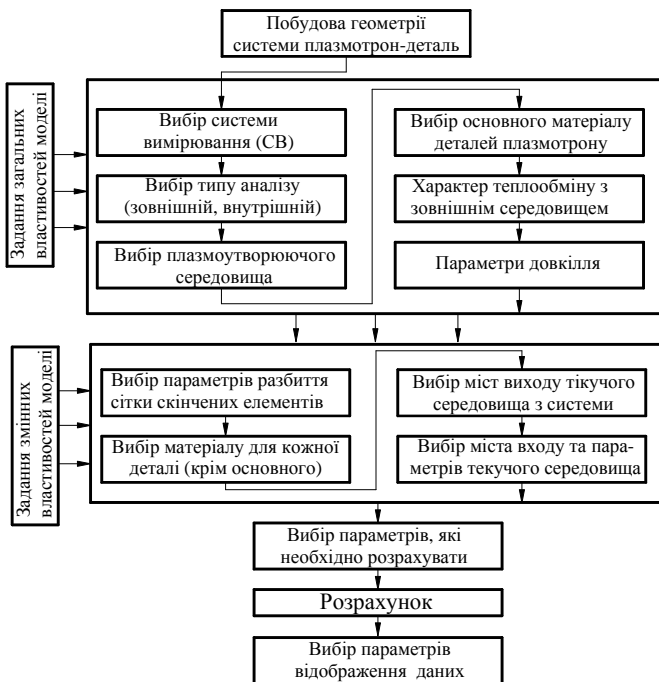 Побудова геометрії
системи плазмотрон-деталь
Задання загальних
властивостей моделі
Вибір системи
вимірювання (СВ)
Вибір типу аналізу
(зовнішній, внутрішній)
Вибір плазмоутворюючого
середовища
Вибір основного матеріалу
деталей плазмотрону
Характер теплообміну з
зовнішнім середовищем
Параметри довкілля
Задання змінних
властивостей моделі
Вибір параметрів разбиття
сітки скінчених елементів
Вибір матеріалу для кожної
деталі (крім основного)
Вибір міст виходу тікучого
середовища з системи
Вибір міста входу та пара-
метрів текучого середовища
Вибір параметрів, які
необхідно розрахувати
Розрахунок
Вибір параметрів
відображення даних